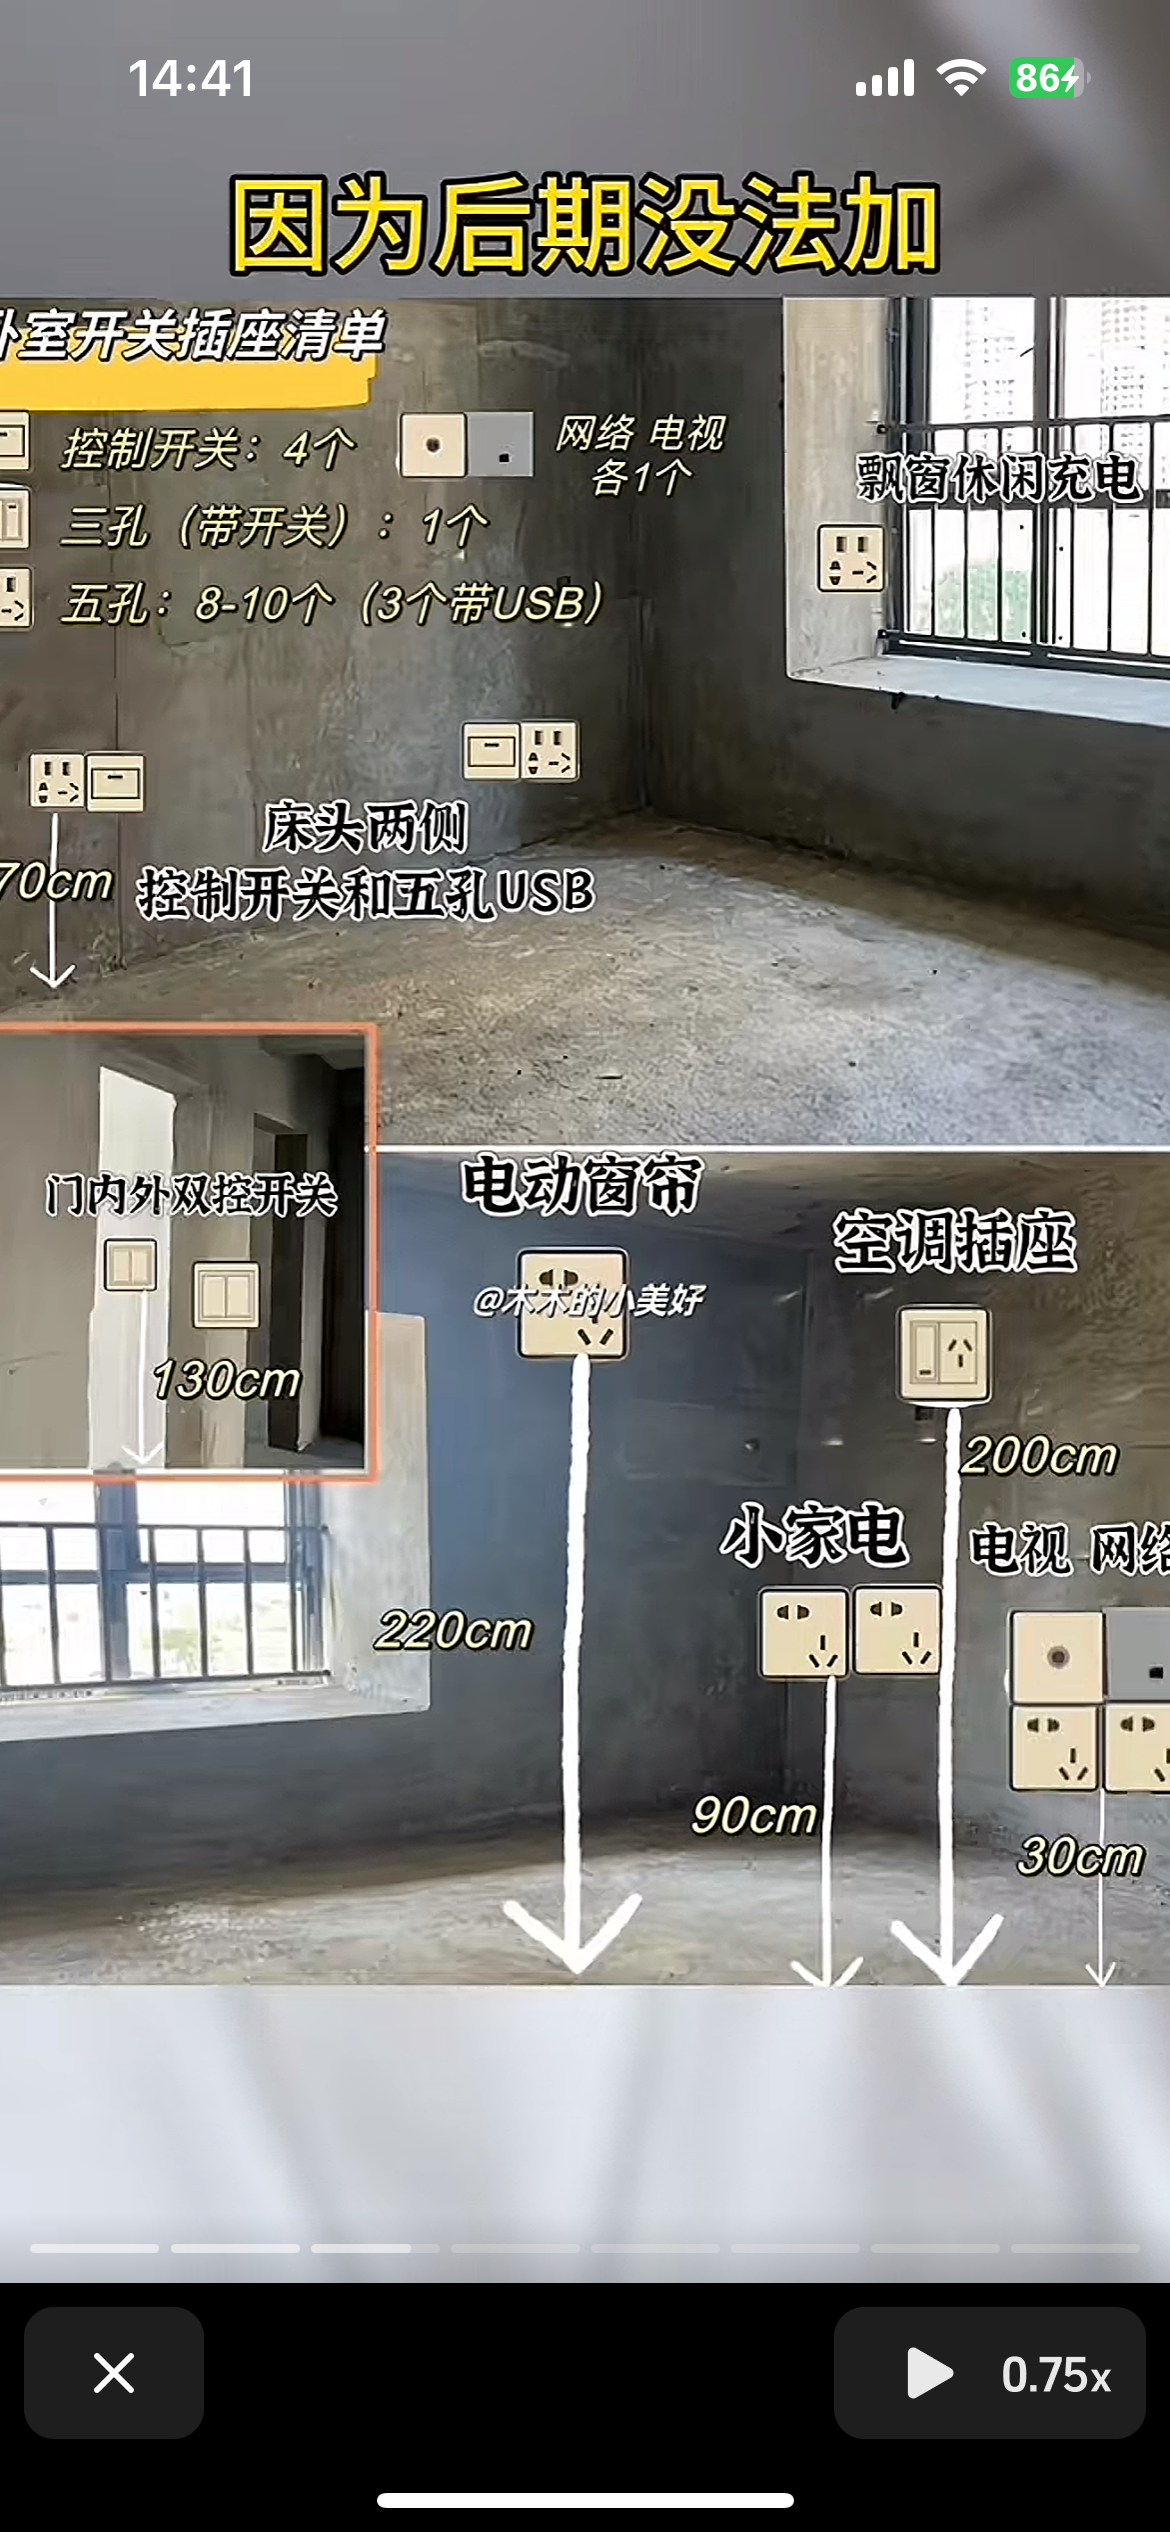 14:41
86
因为后期没法加
卧室开关插座清单
控制开关：4个
网络 电视
各1个
三孔（带开关）：1个
五孔：8-10个（3个带USB）
飘窗休闲充电
床头两侧
控制开关和五孔USB
70cm
门内外双控开关
130cm
电动窗帘
@木木的小美好
空调插座
200cm
小家电
电视 网络
220cm
90cm
30cm
0.75x